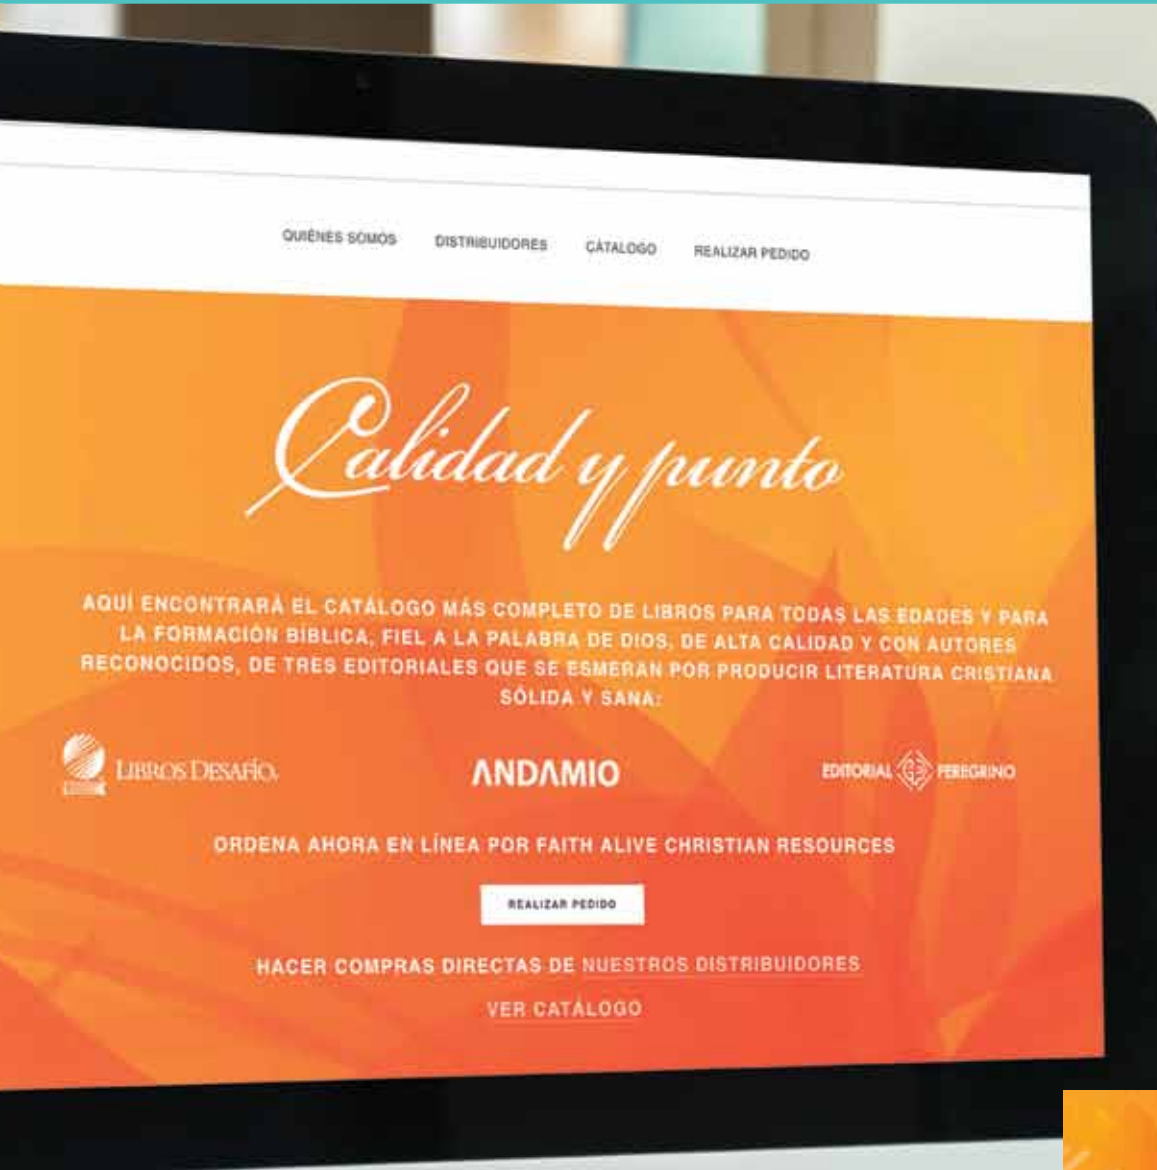 QUIÉNES SOMOS DISTRIBUIDORES CÁTALOGO REALIZAR PEDIDO
Calidad y punto
AQUÍ ENCONTRARÁ EL CATÁLOGO MÁS COMPLETO DE LIBROS PARA TODAS LAS EDADES Y PARA
LA FORMACIÓN BÍBLICA, FIEL A LA PALABRA DE DIOS, DE ALTA CALIDAD Y CON AUTORES
RECONOCIDOS, DE TRES EDITORIALES QUE SE ESMERAN POR PRODUCIR LITERATURA CRISTIANA
SÓLIDA Y SANA:
LIBROS DESAFÍO. ANDAMIO EDITORIAL PEREGRINO
ORDENA AHORA EN LÍNEA POR FAITH ALIVE CHRISTIAN RESOURCES
REALIZAR PEDIDO
HACER COMPRAS DIRECTAS DE NUESTROS DISTRIBUIDORES
VER CATÁLOGO